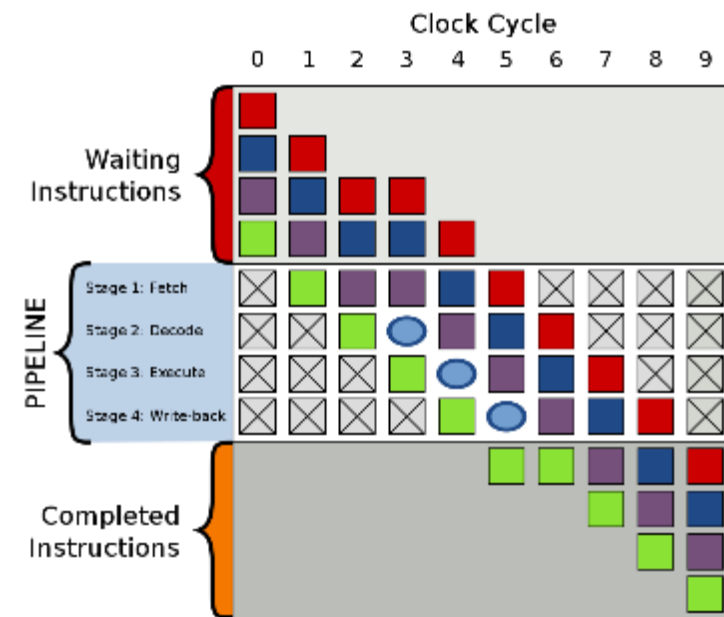 Clock Cycle
0 1 2 3 4 5 6 7 8 9
Waiting
Instructions
PIPELINE
Stage 1: Fetch
Stage 2: Decode
Stage 3: Execute
Stage 4: Write-back
Completed
Instructions